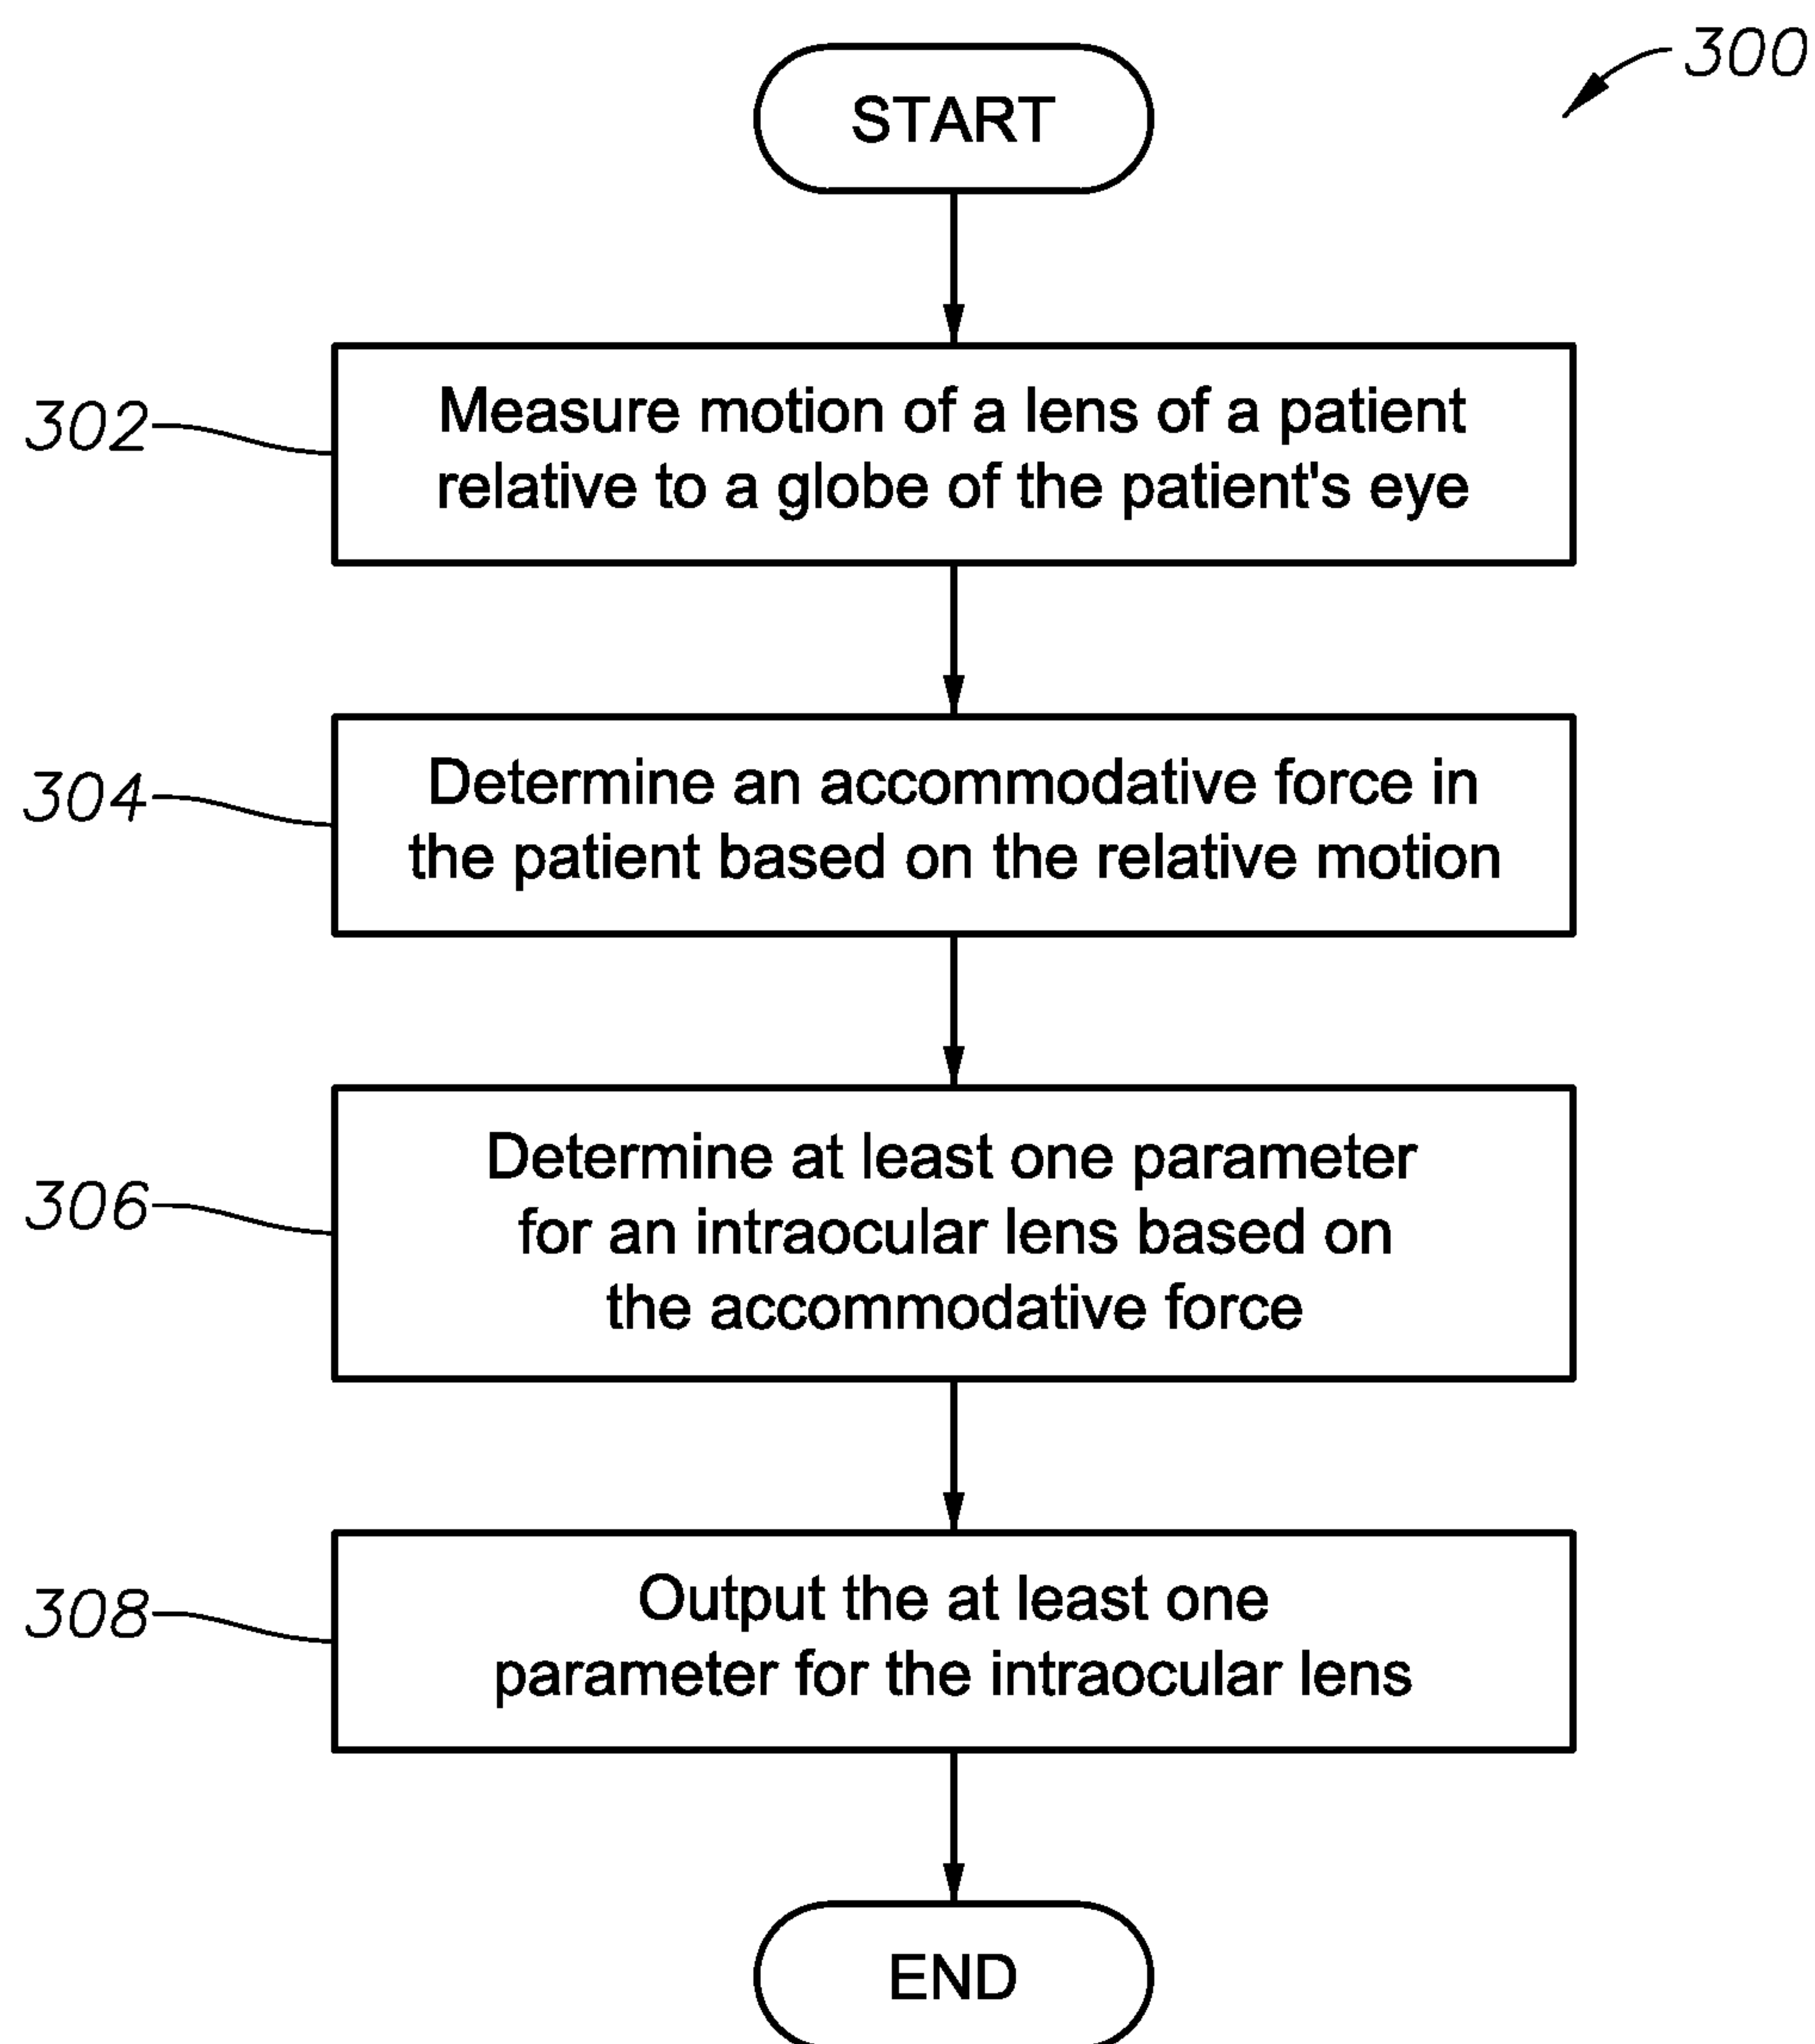 300
START
302
Measure motion of a lens of a patient
relative to a globe of the patient's eye
304
Determine an accommodative force in
the patient based on the relative motion
306
Determine at least one parameter
for an intraocular lens based on
the accommodative force
308
Output the at least one
parameter for the intraocular lens
END